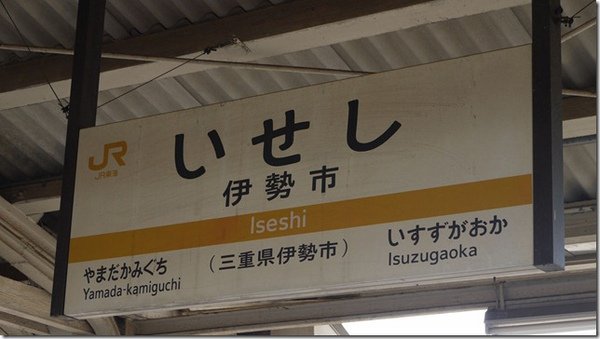 JR
JR東海
いせし
伊勢市
Iseshi
(三重県伊勢市)
やまだかみぐち
Yamada-kamiguchi
いすずがおか
Isuzugaoka